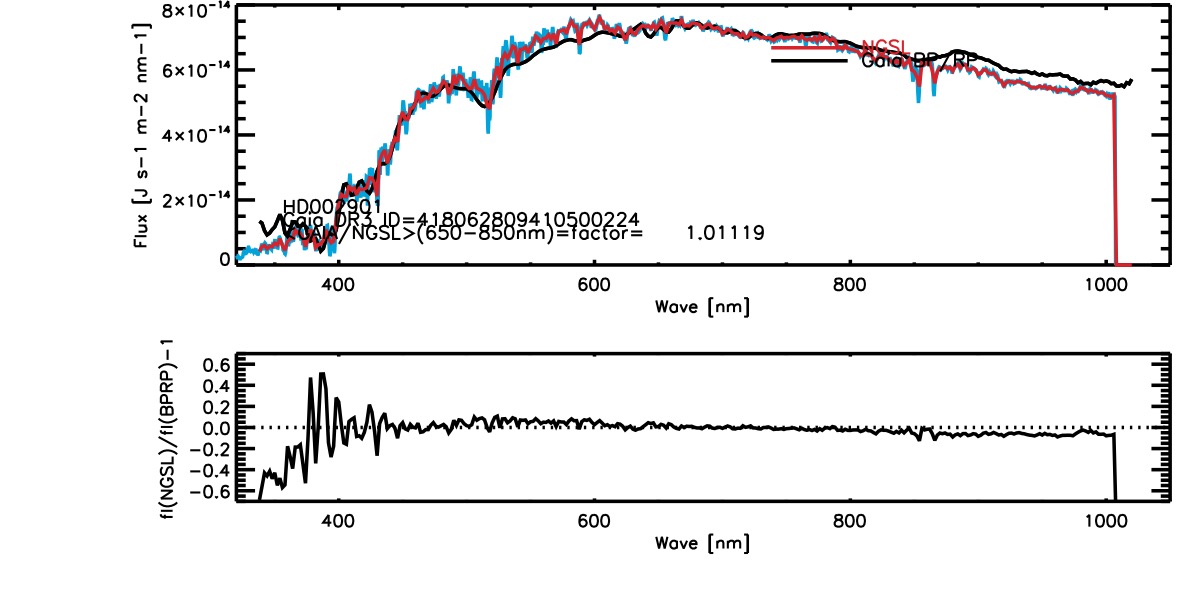 8×10−14
6×10−14
4×10−14
2×10−14
0
Flux [J s−1 m−2 nm−1]
NGSL
Gaia BP/RP
HD002901
Gaia DR3 ID=418062809410500224
<GAIA/NGSL>(650−850nm)=factor= 1.01119
400 600 800 1000
Wave [nm]
fl(NGSL)/fl(BPRP)−1
0.6
0.4
0.2
0.0
−0.2
−0.4
−0.6
400 600 800 1000
Wave [nm]